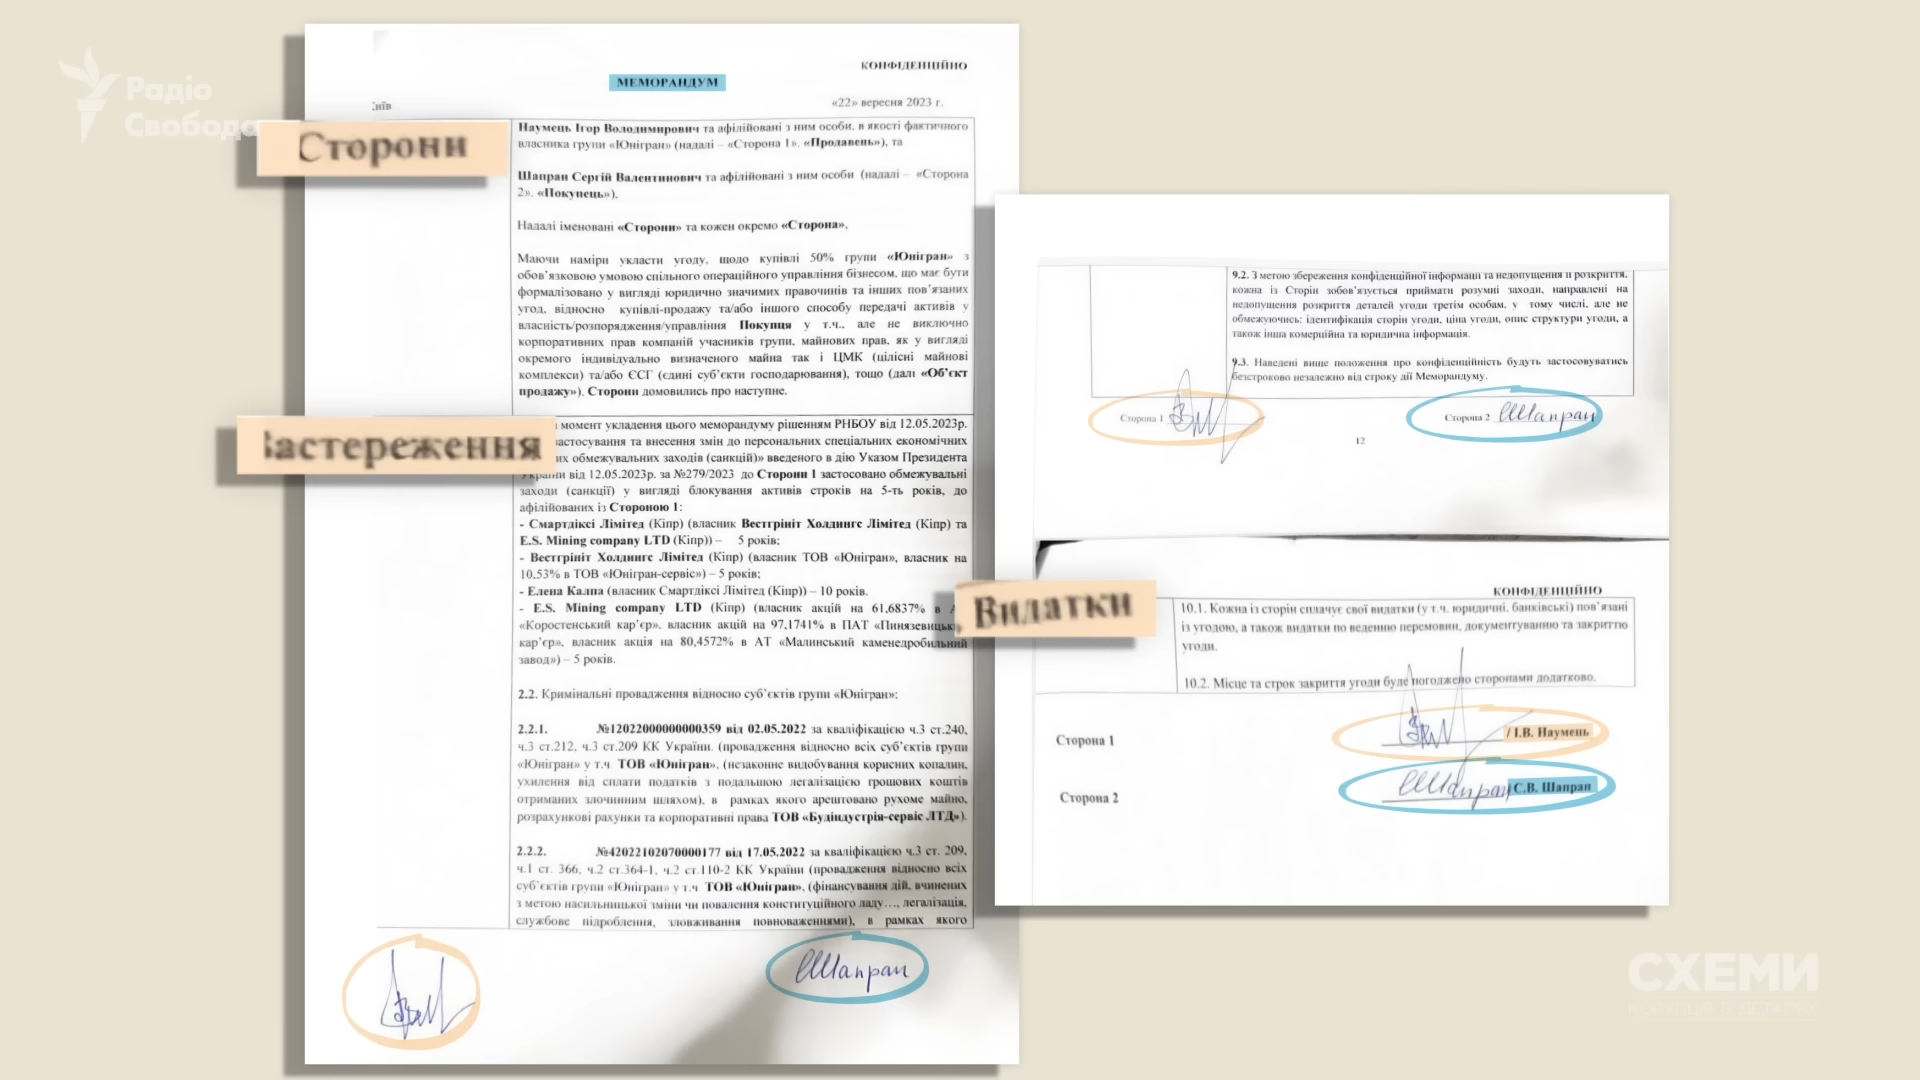 Радіо
Свобода
КОНФІДЕНЦІЙНО
МЕМОРАНДУМ
«22» вересня 2023 г.
Сторони
Наумець Ігор Володимирович та афілійовані з ним особи, в якості фактичного
власника групи «Юнігран» (надалі – «Сторона 1», «Продавець»), та
Шапран Сергій Валентинович та афілійовані з ним особи (надалі – «Сторона
2», «Покупець»),
Надалі іменовані «Сторони» та кожен окремо «Сторона»,
Маючи наміри укласти угоду, щодо купівлі 50% групи «Юнігран» з
обов’язковою умовою спільного операційного управління бізнесом, що має бути
формалізовано у вигляді юридично значимих правочинів та інших пов’язаних
угод, відносно купівлі-продажу та/або іншого способу передачі активів у
власність/розпорядження/управління Покупця у т.ч., але не виключно
корпоративних прав компаній учасників групи, майнових прав, як у вигляді
окремого індивідуально визначеного майна так і ЦМК (цілісні майнові
комплекси) та/або ЄСГ (єдині суб’єкти господарювання), тощо (далі «Об’єкт
продажу»), Сторони домовились про наступне.
Застереження
момент укладення цього меморандуму рішенням РНБОУ від 12.05.2023р.
застосування та внесення змін до персональних спеціальних економічних
их обмежувальних заходів (санкцій)» введеного в дію Указом Президента
України від 12.05.2023р. за №279/2023 до Сторони 1 застосовано обмежувальні
заходи (санкції) у вигляді блокування активів строків на 5-ть років, до
афілійованих із Стороною 1:
- Смартдіксі Лімітед (Кіпр) (власник Вестгрініт Холдингс Лімітед (Кіпр) та
E.S. Mining company LTD (Кіпр)) – 5 років;
- Вестгрініт Холдингс Лімітед (Кіпр) (власник ТОВ «Юнігран», власник на
10,53% в ТОВ «Юнігран-сервіс») – 5 років;
- Елена Калпа (власник Смартдіксі Лімітед (Кіпр)) – 10 років.
- E.S. Mining company LTD (Кіпр) (власник акцій на 61,6837% в
«Коростенський кар’єр», власник акцій на 97,1741% в ПАТ «Пинязевицький
кар’єр», власник акція на 80,4572% в АТ «Малинський каменедробильний
завод») – 5 років.
2.2. Кримінальні провадження відносно суб’єктів групи «Юнігран»:
2.2.1. №12022000000000359 від 02.05.2022 за кваліфікацією ч.3 ст.240,
ч.3 ст.212, ч.3 ст.209 КК України. (провадження відносно всіх суб’єктів групи
«Юнігран» у т.ч ТОВ «Юнігран», (незаконне видобування корисних копалин,
ухилення від сплати податків з подальшою легалізацією грошових коштів
отриманих злочинним шляхом), в рамках якого арештовано рухоме майно,
розрахункові рахунки та корпоративні права ТОВ «Будіндустрія-сервіс ЛТД»).
2.2.2. №42022102070000177 від 17.05.2022 за кваліфікацією ч.3 ст. 209,
ч.1 ст. 366, ч.2 ст.364-1, ч.2 ст.110-2 КК України (провадження відносно всіх
суб’єктів групи «Юнігран» у т.ч ТОВ «Юнігран», (фінансування дій, вчинених
з метою насильницької зміни чи повалення конституційного ладу…, легалізація,
службове підроблення, зловживання повноваженнями), в рамках якого
Шапран
9.2. З метою збереження конфіденційної інформації та недопущення її розкриття,
кожна із Сторін зобов’язується приймати розумні заходи, направлені на
недопущення розкриття деталей угоди третім особам, у тому числі, але не
обмежуючись: ідентифікація сторін угоди, ціна угоди, опис структури угоди, а
також інша комерційна та юридична інформація.
9.3. Наведені вище положення про конфіденційність будуть застосовуватись
безстроково незалежно від строку дії Меморандуму.
Сторона 1 Сторона 2 Шапран
12
КОНФІДЕНЦІЙНО
Видатки
10.1. Кожна із сторін сплачує свої видатки (у т.ч. юридичні, банківські) пов’язані
із угодою, а також видатки по веденню перемовин, документуванню та закриттю
угоди.
10.2. Місце та строк закриття угоди буде погоджено сторонами додатково.
Сторона 1 / І.В. Наумець
Сторона 2 Шапран С.В. Шапран
СХЕМИ